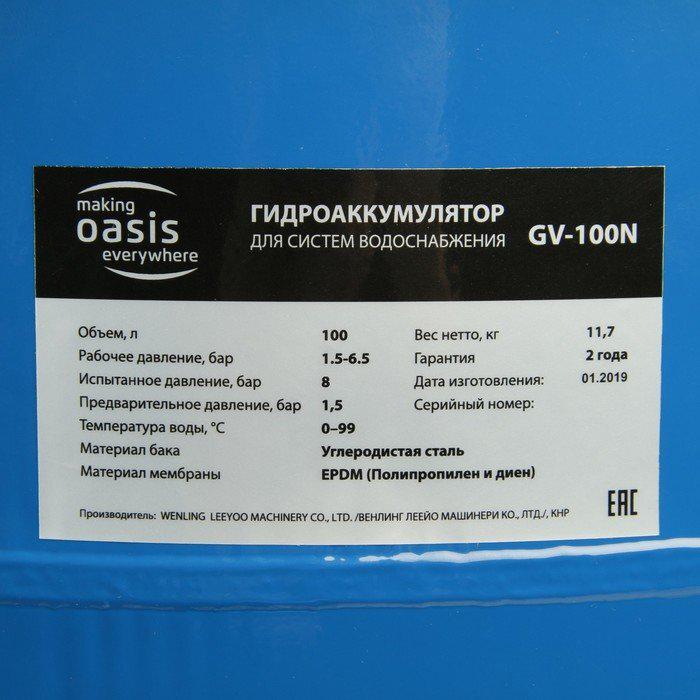 making
oasis
everywhere
ГИДРОАККУМУЛЯТОР
ДЛЯ СИСТЕМ ВОДОСНАБЖЕНИЯ
GV-100N
Объем, л 100
Рабочее давление, бар 1.5-6.5
Испытанное давление, бар 8
Предварительное давление, бар 1,5
Температура воды, °C 0–99
Материал бака Углеродистая сталь
Материал мембраны EPDM (Полипропилен и диен)
Вес нетто, кг 11,7
Гарантия 2 года
Дата изготовления: 01.2019
Серийный номер:
Производитель: WENLING LEEYOO MACHINERY CO., LTD. /ВЕНЛИНГ ЛЕЕЙО МАШИНЕРИ КО., ЛТД./, КНР
EAC